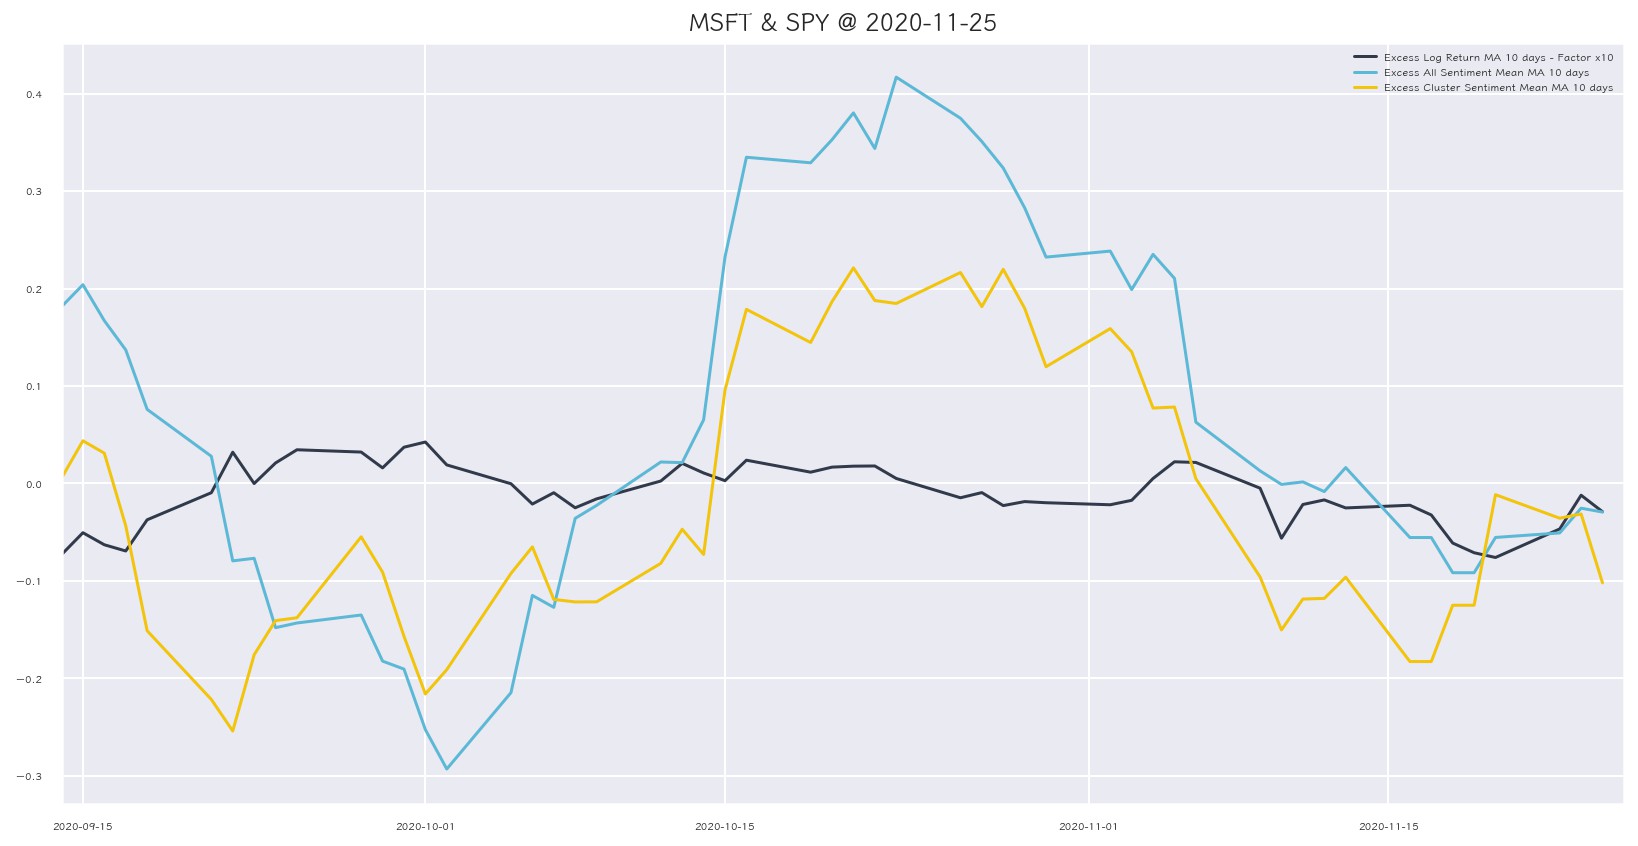 MSFT & SPY @ 2020-11-25
Excess Log Return MA 10 days - Factor x10
Excess All Sentiment Mean MA 10 days
Excess Cluster Sentiment Mean MA 10 days
0.4
0.3
0.2
0.1
0.0
−0.1
−0.2
−0.3
2020-09-15 2020-10-01 2020-10-15 2020-11-01 2020-11-15